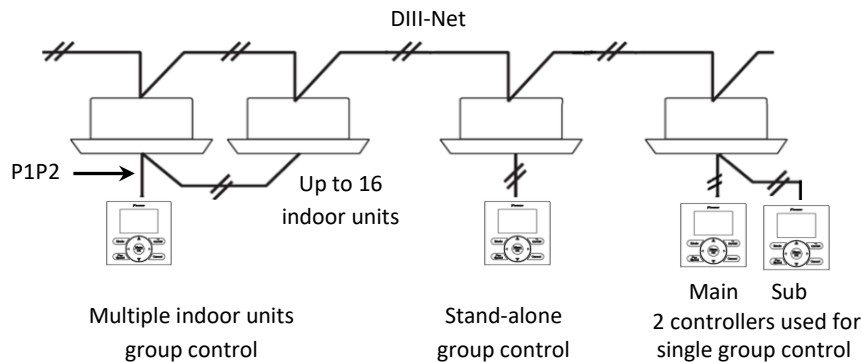 DIII-Net
P1P2
Up to 16
indoor units
Main Sub
Multiple indoor units
group control
Stand-alone
group control
2 controllers used for
single group control